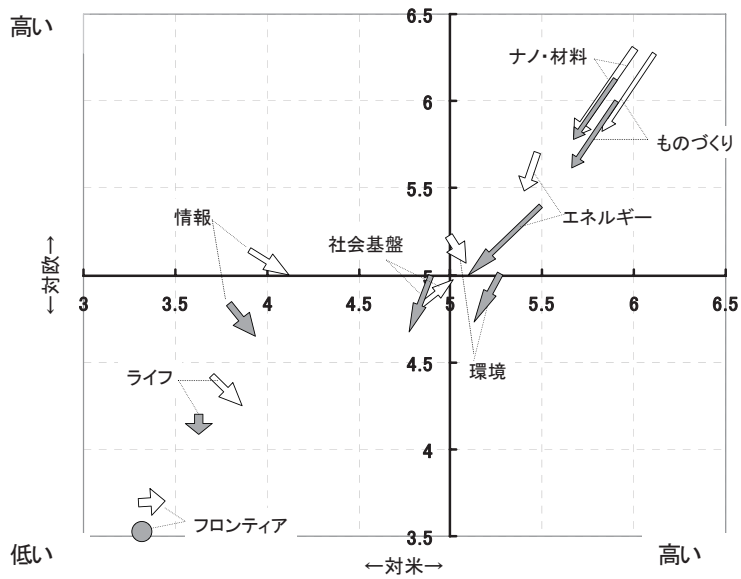 高い
6.5
ナノ・材料
6
ものづくり
5.5
情報
社会基盤
エネルギー
←対欧→
5
3
3.5
4
4.5
5
5.5
6
6.5
4.5
環境
ライフ
4
フロンティア
3.5
低い
←対米→
高い